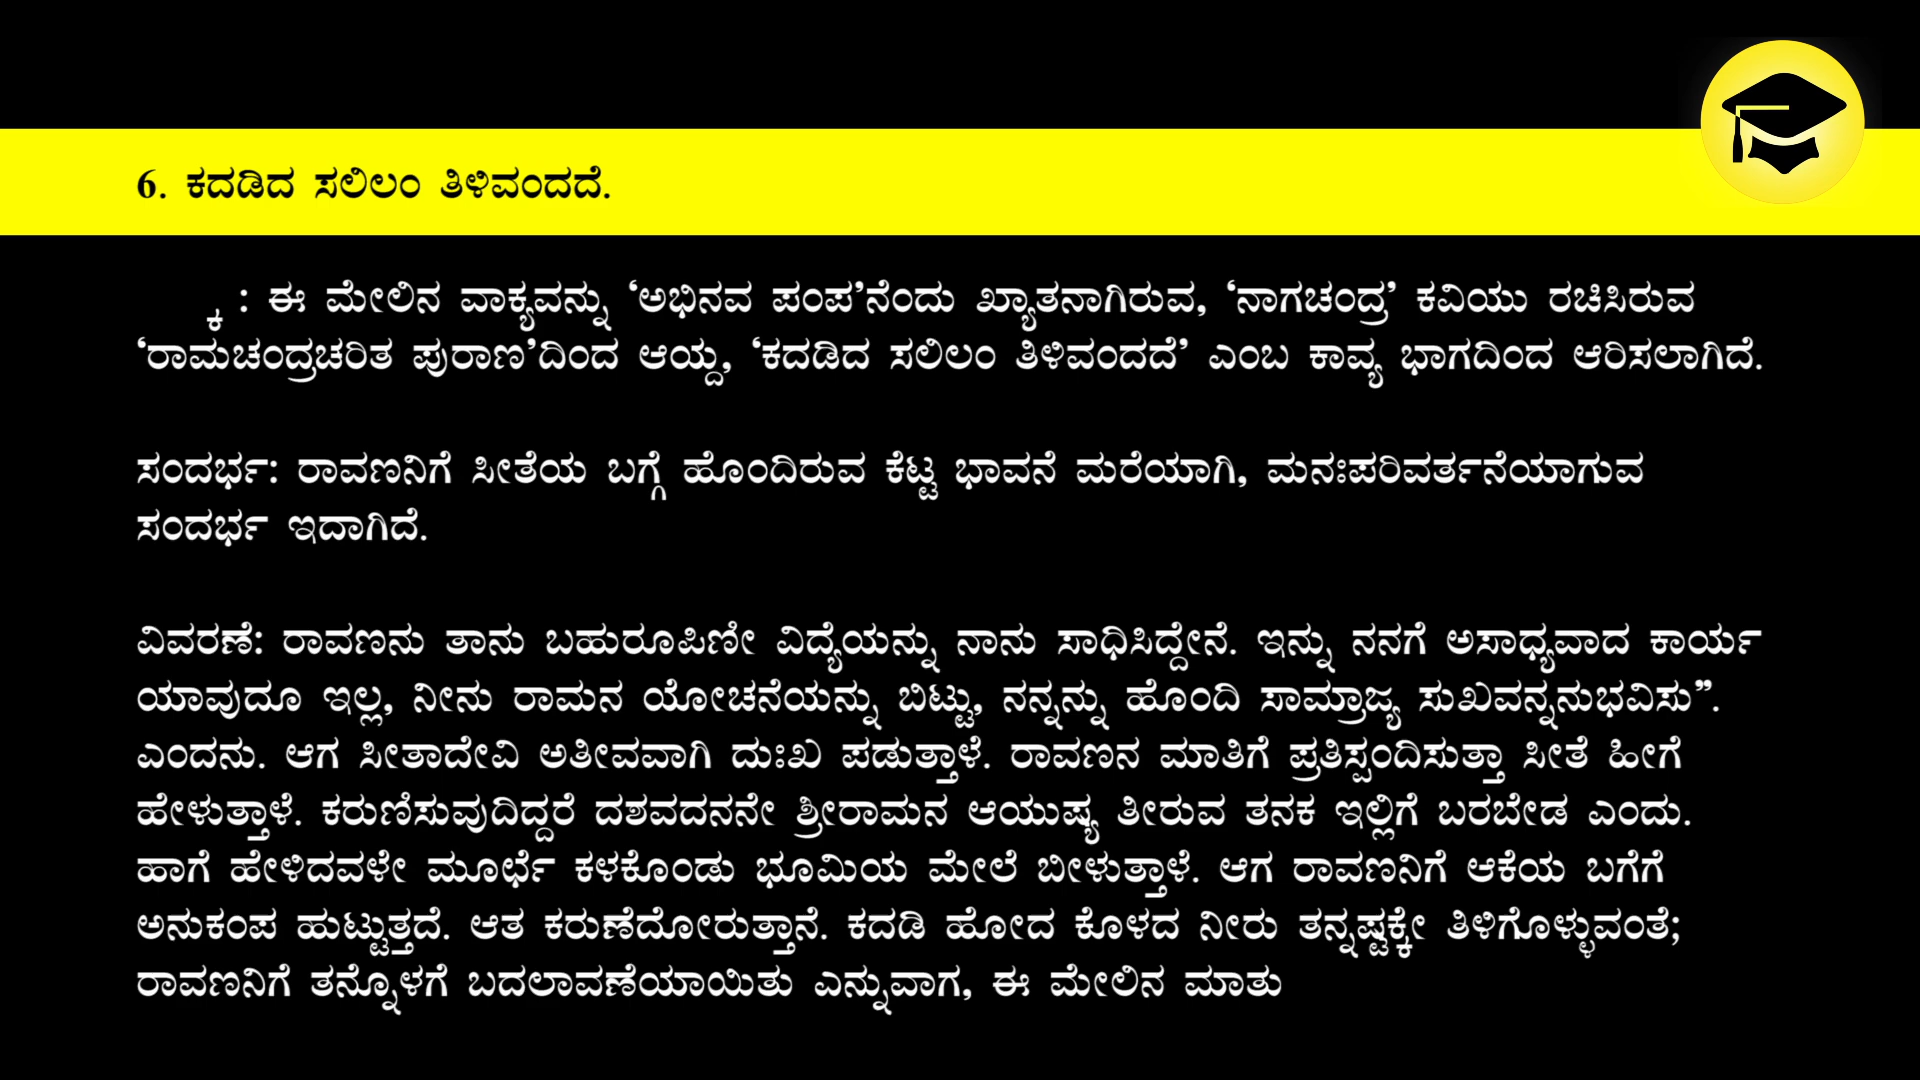 6. ಕದಡಿದ ಸಲಿಲಂ ತಿಳಿವಂದದೆ.
: ಈ ಮೇಲಿನ ವಾಕ್ಯವನ್ನು ‘ಅಭಿನವ ಪಂಪ’ನೆಂದು ಖ್ಯಾತನಾಗಿರುವ, ‘ನಾಗಚಂದ್ರ’ ಕವಿಯು ರಚಿಸಿರುವ
‘ರಾಮಚಂದ್ರಚರಿತ ಪುರಾಣ’ದಿಂದ ಆಯ್ದ, ‘ಕದಡಿದ ಸಲಿಲಂ ತಿಳಿವಂದದೆ’ ಎಂಬ ಕಾವ್ಯ ಭಾಗದಿಂದ ಆರಿಸಲಾಗಿದೆ.
ಸಂದರ್ಭ: ರಾವಣನಿಗೆ ಸೀತೆಯ ಬಗ್ಗೆ ಹೊಂದಿರುವ ಕೆಟ್ಟ ಭಾವನೆ ಮರೆಯಾಗಿ, ಮನಃಪರಿವರ್ತನೆಯಾಗುವ
ಸಂದರ್ಭ ಇದಾಗಿದೆ.
ವಿವರಣೆ: ರಾವಣನು ತಾನು ಬಹುರೂಪಿಣೀ ವಿದ್ಯೆಯನ್ನು ನಾನು ಸಾಧಿಸಿದ್ದೇನೆ. ಇನ್ನು ನನಗೆ ಅಸಾಧ್ಯವಾದ ಕಾರ್ಯ
ಯಾವುದೂ ಇಲ್ಲ, ನೀನು ರಾಮನ ಯೋಚನೆಯನ್ನು ಬಿಟ್ಟು, ನನ್ನನ್ನು ಹೊಂದಿ ಸಾಮ್ರಾಜ್ಯ ಸುಖವನ್ನನುಭವಿಸು”.
ಎಂದನು. ಆಗ ಸೀತಾದೇವಿ ಅತೀವವಾಗಿ ದುಃಖ ಪಡುತ್ತಾಳೆ. ರಾವಣನ ಮಾತಿಗೆ ಪ್ರತಿಸ್ಪಂದಿಸುತ್ತಾ ಸೀತೆ ಹೀಗೆ
ಹೇಳುತ್ತಾಳೆ. ಕರುಣಿಸುವುದಿದ್ದರೆ ದಶವದನನೇ ಶ್ರೀರಾಮನ ಆಯುಷ್ಯ ತೀರುವ ತನಕ ಇಲ್ಲಿಗೆ ಬರಬೇಡ ಎಂದು.
ಹಾಗೆ ಹೇಳಿದವಳೇ ಮೂರ್ಛೆ ಕಳಕೊಂಡು ಭೂಮಿಯ ಮೇಲೆ ಬೀಳುತ್ತಾಳೆ. ಆಗ ರಾವಣನಿಗೆ ಆಕೆಯ ಬಗೆಗೆ
ಅನುಕಂಪ ಹುಟ್ಟುತ್ತದೆ. ಆತ ಕರುಣೆದೋರುತ್ತಾನೆ. ಕದಡಿ ಹೋದ ಕೊಳದ ನೀರು ತನ್ನಷ್ಟಕ್ಕೇ ತಿಳಿಗೊಳ್ಳುವಂತೆ;
ರಾವಣನಿಗೆ ತನ್ನೊಳಗೆ ಬದಲಾವಣೆಯಾಯಿತು ಎನ್ನುವಾಗ, ಈ ಮೇಲಿನ ಮಾತು